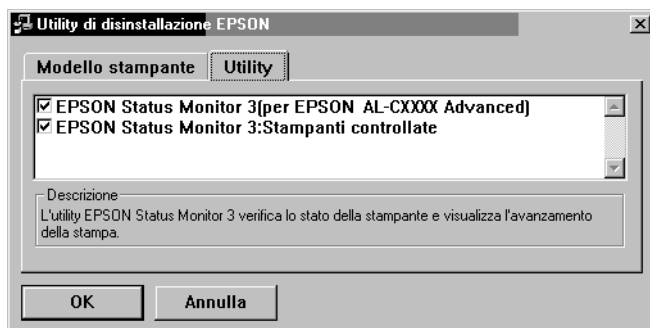 Utility di disinstallazione EPSON
Modello stampante
Utility
EPSON Status Monitor 3(per EPSON AL-CXXXX Advanced)
EPSON Status Monitor 3:Stampanti controllate
Descrizione
L'utility EPSON Status Monitor 3 verifica lo stato della stampante e visualizza l'avanzamento
della stampa.
OK
Annulla